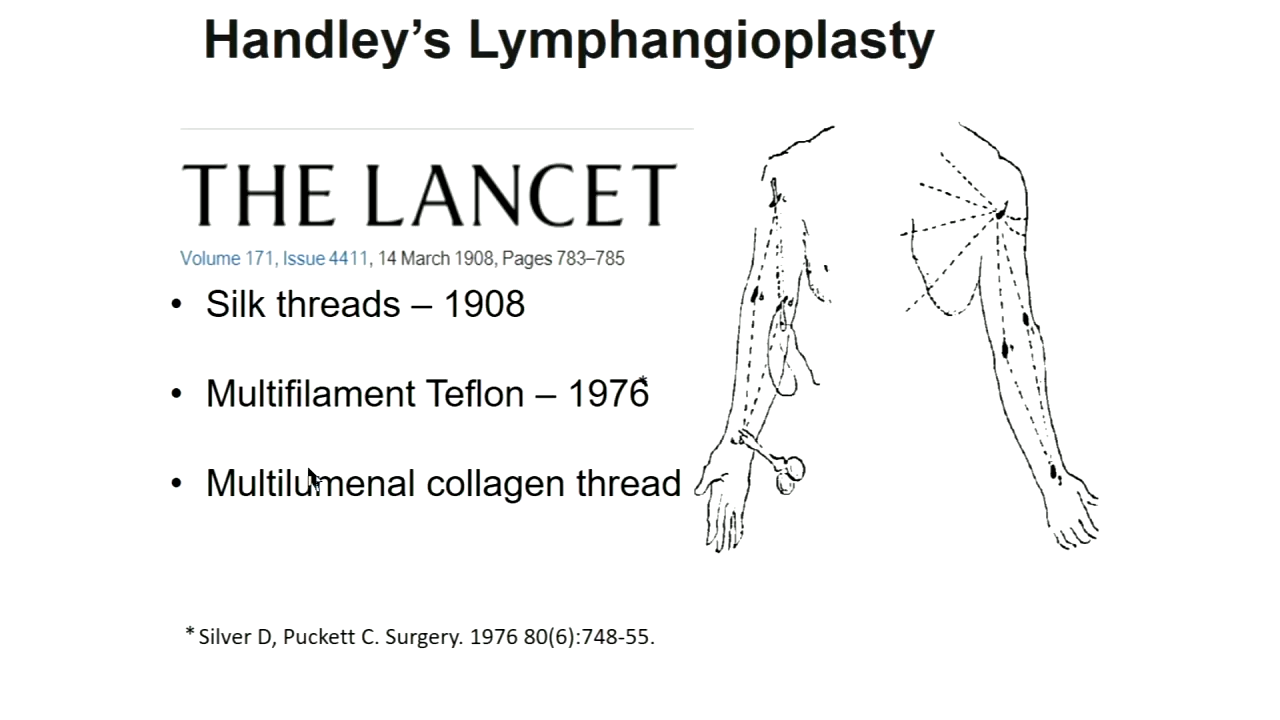 Handley’s Lymphangioplasty
THE LANCET
Volume 171, Issue 4411, 14 March 1908, Pages 783–785
• Silk threads – 1908
• Multifilament Teflon – 1976*
• Multilumenal collagen thread
* Silver D, Puckett C. Surgery. 1976 80(6):748-55.